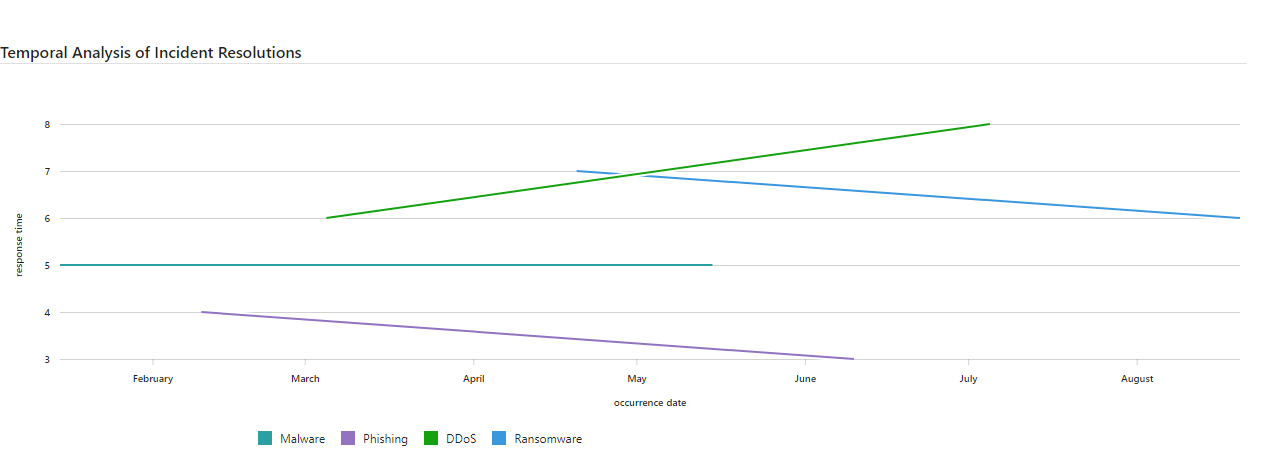 Temporal Analysis of Incident Resolutions
8
7
6
5
4
3
response time
February March April May June July August
occurrence date
Malware Phishing DDoS Ransomware